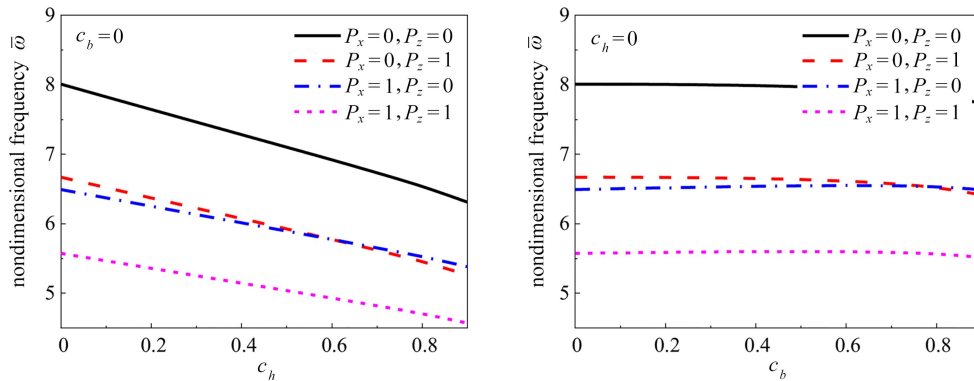 9
8
7
6
5
0
0.2
0.4
0.6
0.8
c_h
nondimensional frequency ω̄
c_b=0
P_x=0, P_z=0
P_x=0, P_z=1
P_x=1, P_z=0
P_x=1, P_z=1
9
8
7
6
5
0
0.2
0.4
0.6
0.8
c_b
nondimensional frequency ω̄
c_h=0
P_x=0, P_z=0
P_x=0, P_z=1
P_x=1, P_z=0
P_x=1, P_z=1